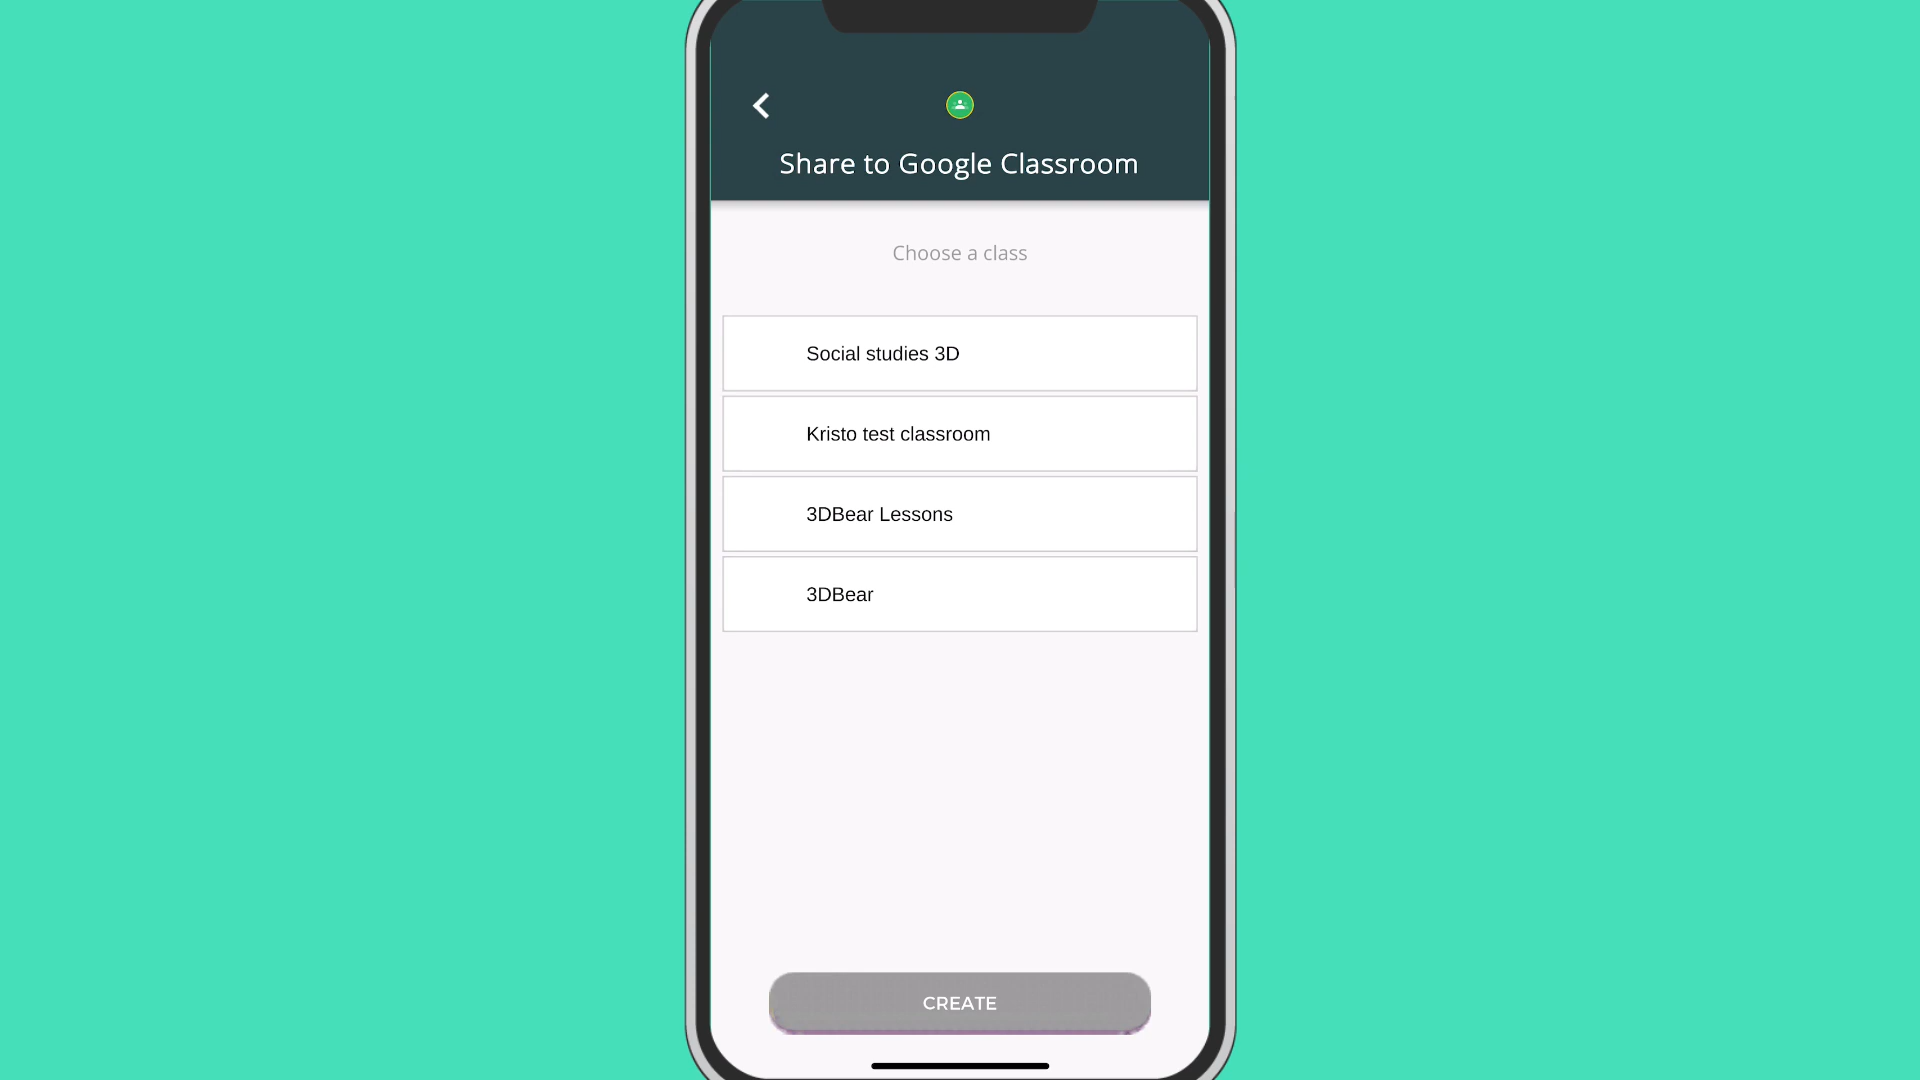 Share to Google Classroom
Choose a class
Social studies 3D
Kristo test classroom
3DBear Lessons
3DBear
CREATE